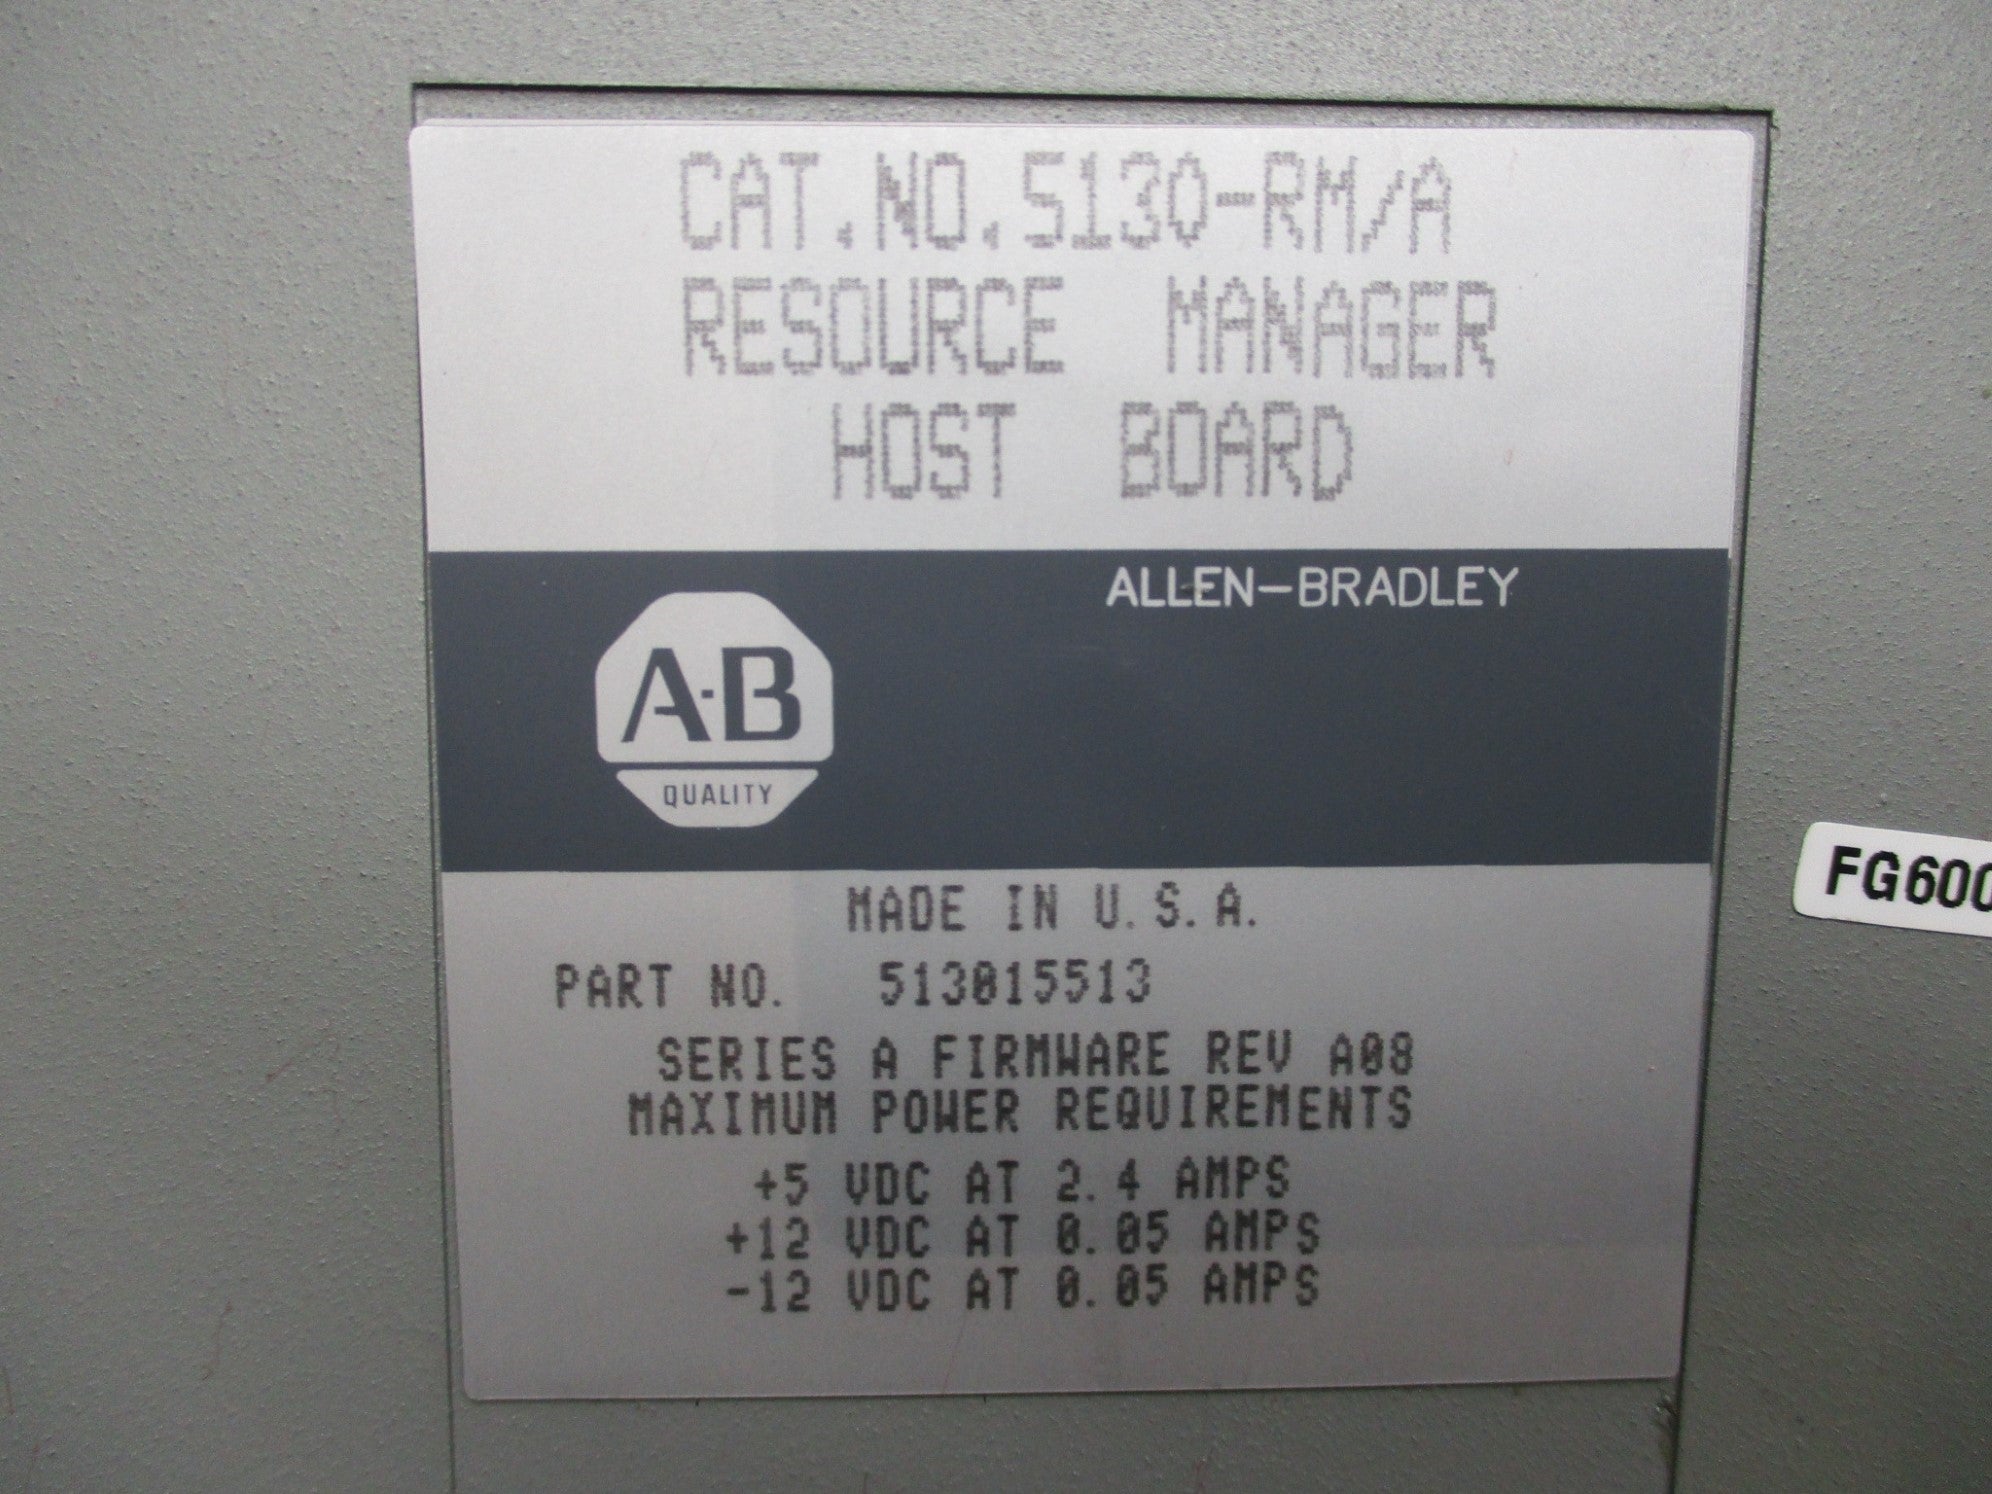 CAT.NO.5130-RM/A
RESOURCE MANAGER
HOST BOARD
ALLEN-BRADLEY
A-B
QUALITY
MADE IN U.S.A.
PART NO. 513015513
SERIES A FIRMWARE REV A08
MAXIMUM POWER REQUIREMENTS
+5 VDC AT 2.4 AMPS
+12 VDC AT 0.05 AMPS
-12 VDC AT 0.05 AMPS
FG600